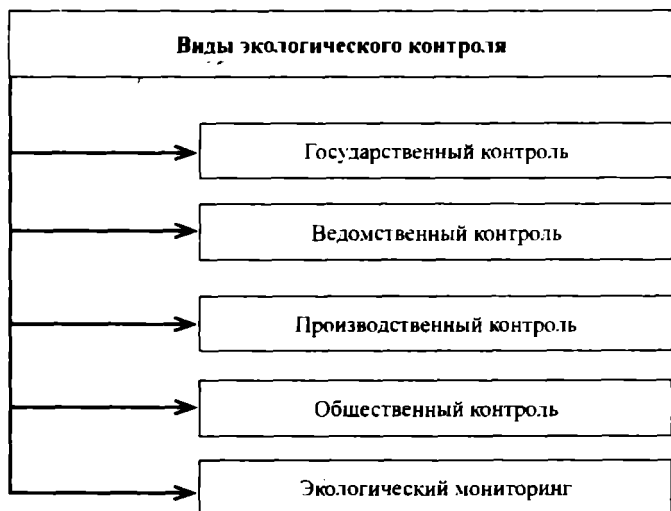 Виды экологического контроля
Государственный контроль
Ведомственный контроль
Производственный контроль
Общественный контроль
Экологический мониторинг